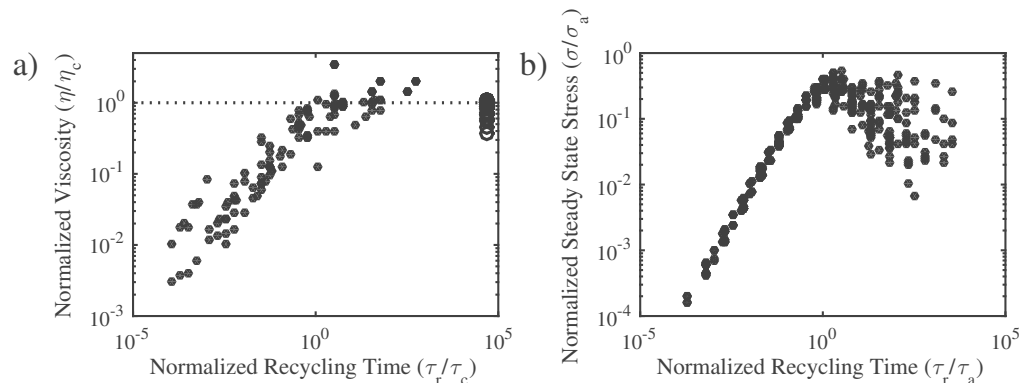 a)
Normalized Viscosity (η/η_c)
10^1
10^0
10^-1
10^-2
10^-3
10^-5
10^0
10^5
Normalized Recycling Time (τ_r/τ_c)
b)
Normalized Steady State Stress (σ/σ_a)
10^0
10^-1
10^-2
10^-3
10^-4
10^-5
10^0
10^5
Normalized Recycling Time (τ_r/τ_a)